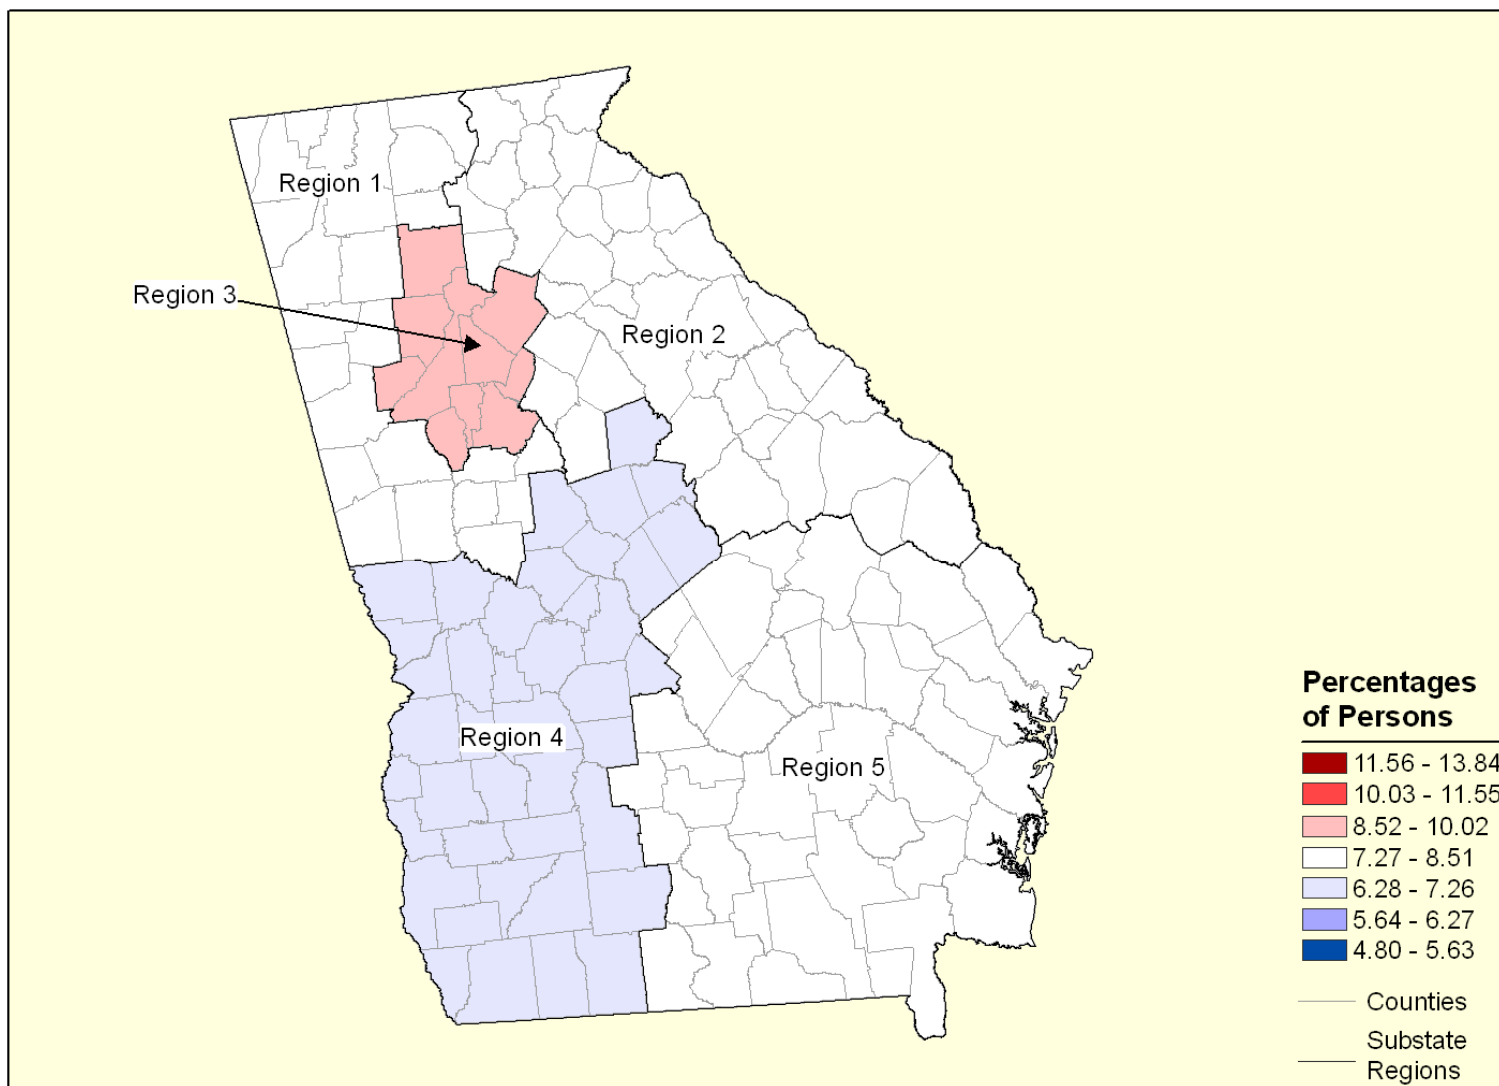 Region 1
Region 3
Region 2
Region 4
Region 5
Percentages
of Persons
11.56 - 13.84
10.03 - 11.55
8.52 - 10.02
7.27 - 8.51
6.28 - 7.26
5.64 - 6.27
4.80 - 5.63
Counties
Substate
Regions